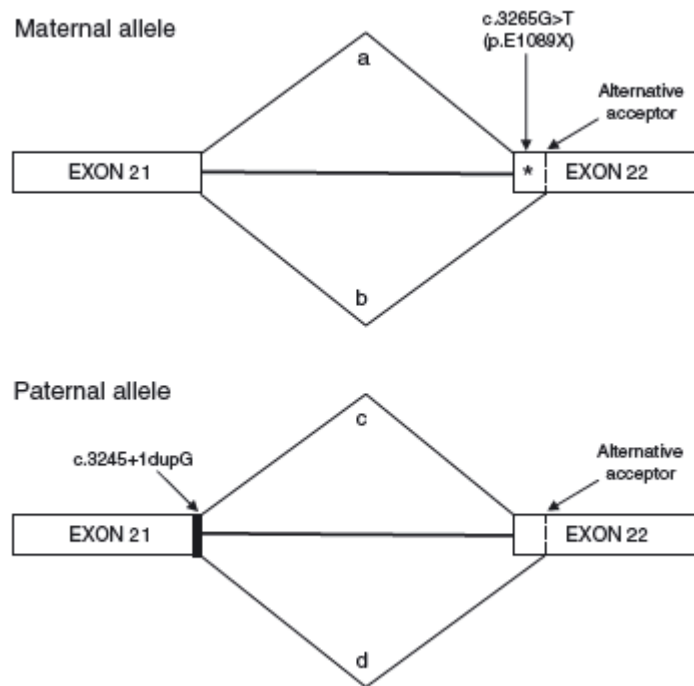 Maternal allele
c.3265G>T
(p.E1089X)
a
Alternative
acceptor
EXON 21
*
EXON 22
b
Paternal allele
c
c.3245+1dupG
Alternative
acceptor
EXON 21
EXON 22
d